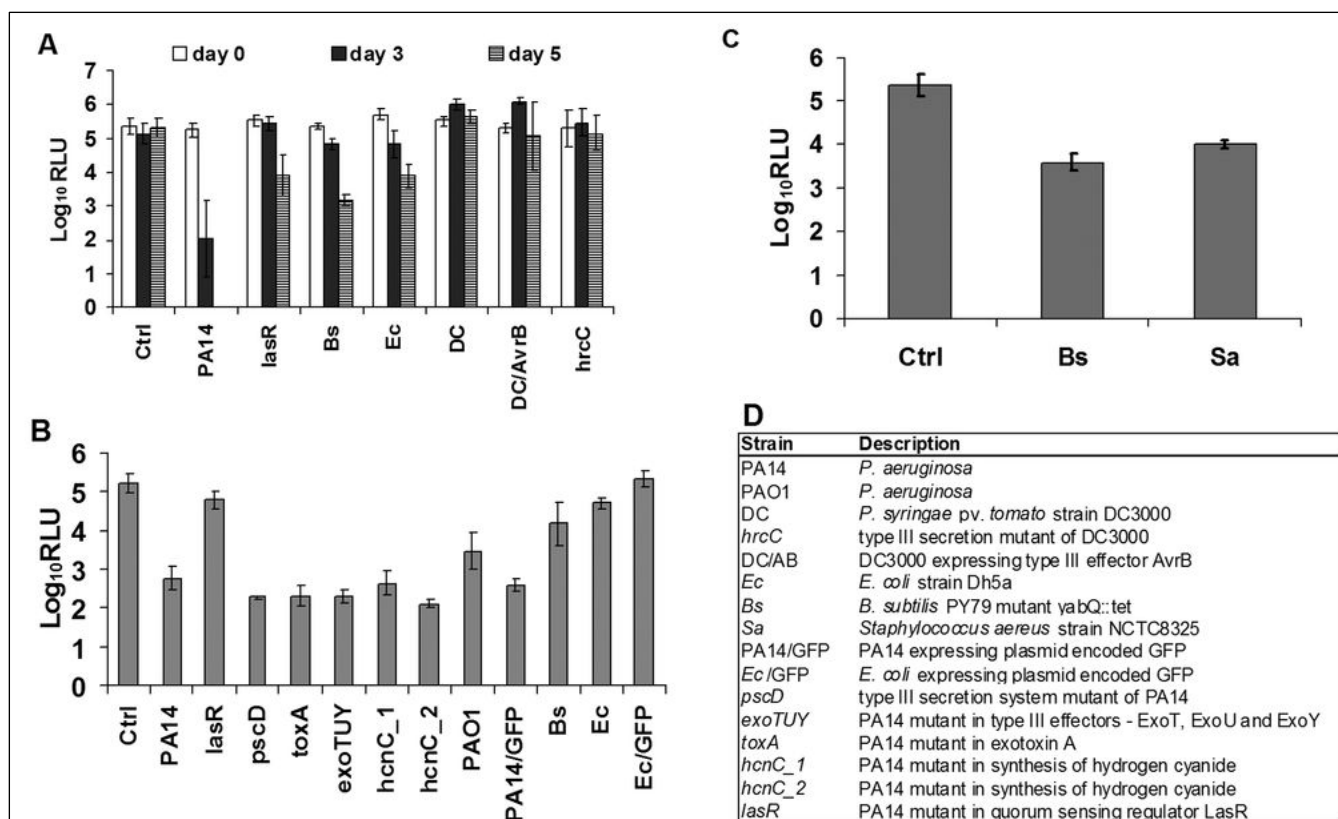 A
day 0 day 3 day 5
Log₁₀ RLU
7
6
5
4
3
2
1
0
Ctrl
PA14
lasR
Bs
Ec
DC
DC/AvrB
hrcC
B
Log₁₀RLU
6
5
4
3
2
1
0
Ctrl
PA14
lasR
pscD
toxA
exoTUY
hcnC_1
hcnC_2
PAO1
PA14/GFP
Bs
Ec
Ec/GFP
C
Log₁₀RLU
6
5
4
3
2
1
0
Ctrl Bs Sa
D
Strain Description
PA14 P. aeruginosa
PAO1 P. aeruginosa
DC P. syringae pv. tomato strain DC3000
hrcC type III secretion mutant of DC3000
DC/AB DC3000 expressing type III effector AvrB
Ec E. coli strain Dh5a
Bs B. subtilis PY79 mutant yabQ::tet
Sa Staphylococcus aereus strain NCTC8325
PA14/GFP PA14 expressing plasmid encoded GFP
Ec/GFP E. coli expressing plasmid encoded GFP
pscD type III secretion system mutant of PA14
exoTUY PA14 mutant in type III effectors - ExoT, ExoU and ExoY
toxA PA14 mutant in exotoxin A
hcnC_1 PA14 mutant in synthesis of hydrogen cyanide
hcnC_2 PA14 mutant in synthesis of hydrogen cyanide
lasR PA14 mutant in quorum sensing regulator LasR